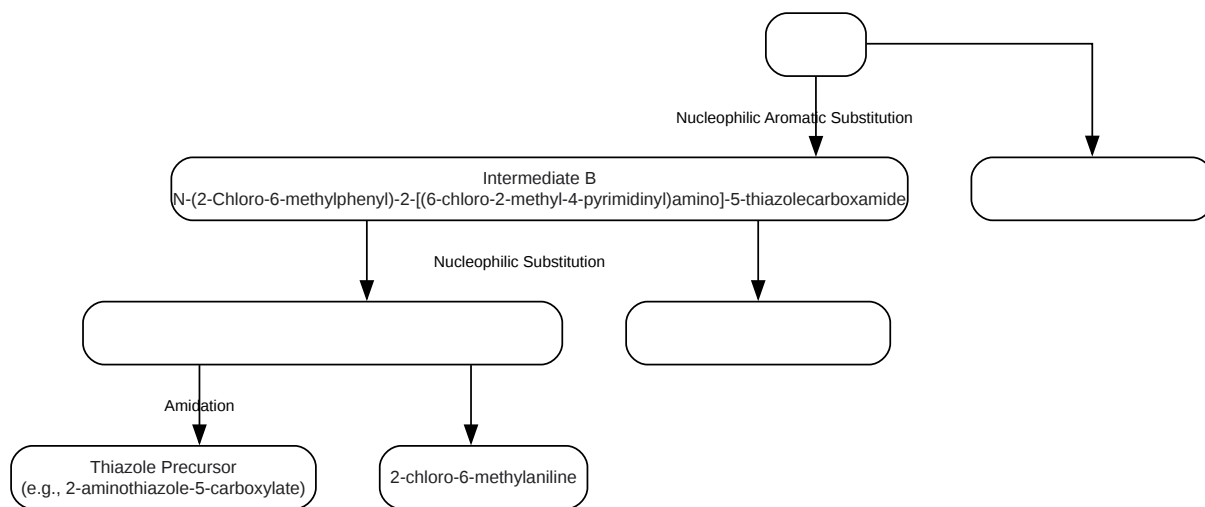 Nucleophilic Aromatic Substitution
Intermediate B
N-(2-Chloro-6-methylphenyl)-2-[(6-chloro-2-methyl-4-pyrimidinyl)amino]-5-thiazolecarboxamide
Nucleophilic Substitution
Amidation
Thiazole Precursor
(e.g., 2-aminothiazole-5-carboxylate)
2-chloro-6-methylaniline